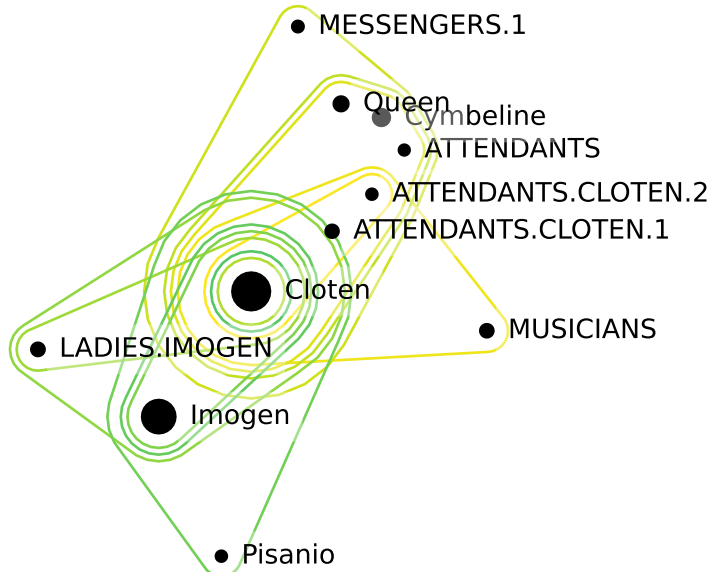 MESSENGERS.1
Queen
Cymbeline
ATTENDANTS
ATTENDANTS.CLOTEN.2
ATTENDANTS.CLOTEN.1
Cloten
MUSICIANS
LADIES.IMOGEN
Imogen
Pisanio